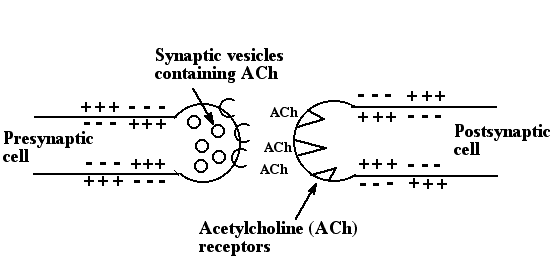 Synaptic vesicles
containing ACh
+++ --- --- +++
--- +++ ACh +++ ---
Presynaptic
cell
Postsynaptic
cell
ACh
--- +++ ACh +++ ---
+++ --- --- +++
Acetylcholine (ACh)
receptors